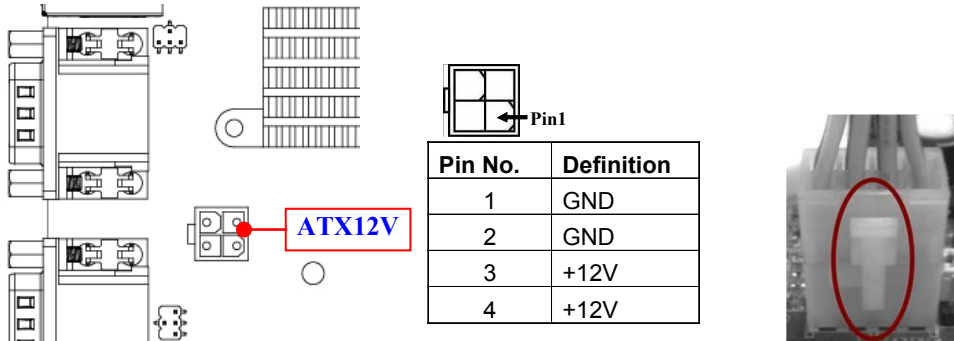 Pin1
ATX12V
Pin No. Definition
1 GND
2 GND
3 +12V
4 +12V